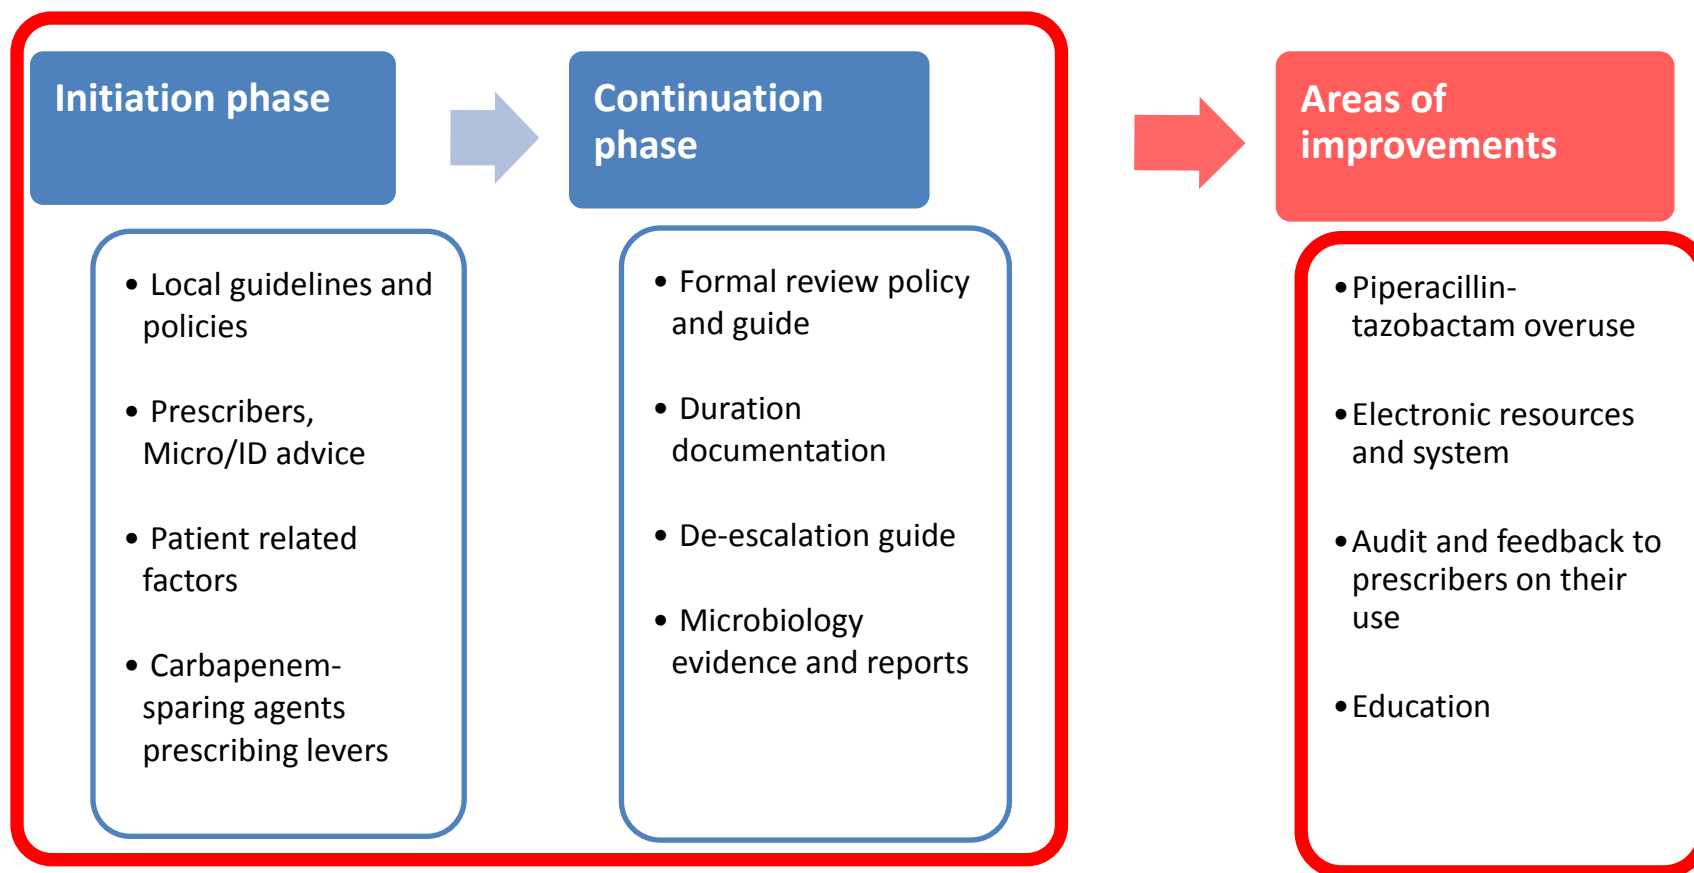 Initiation phase
• Local guidelines and
policies
• Prescribers,
Micro/ID advice
• Patient related
factors
• Carbapenem-
sparing agents
prescribing levers
Continuation
phase
• Formal review policy
and guide
• Duration
documentation
• De-escalation guide
• Microbiology
evidence and reports
Areas of
improvements
•Piperacillin-
tazobactam overuse
•Electronic resources
and system
•Audit and feedback to
prescribers on their
use
•Education